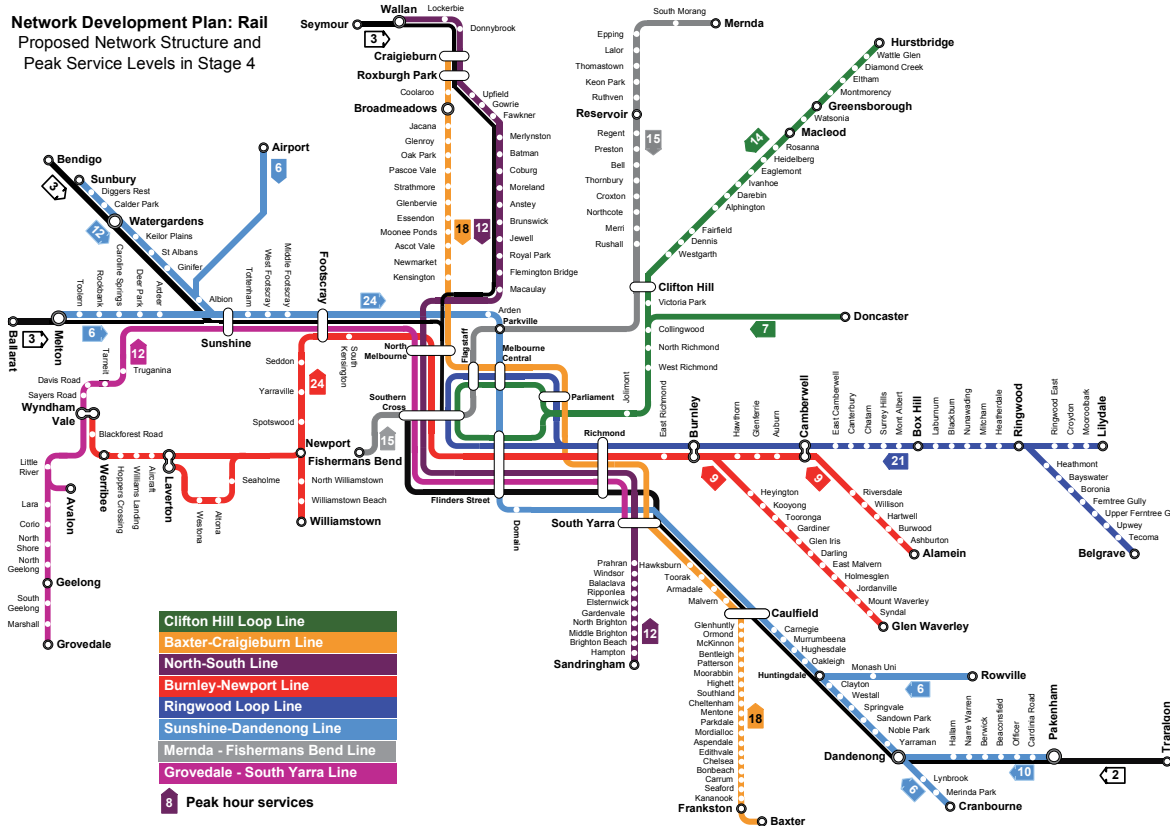 Network Development Plan: Rail
Proposed Network Structure and
Peak Service Levels in Stage 4
Seymour
Wallan
Lockerbie
Donnybrook
3
Craigieburn
Roxburgh Park
Coolaroo
Upfield
Gowrie
Fawkner
Broadmeadows
Jacana
Glenroy
Oak Park
Pascoe Vale
Strathmore
Glenbervie
Essendon
Moonee Ponds
Ascot Vale
Newmarket
Kensington
18
12
Merlynston
Batman
Coburg
Moreland
Anstey
Brunswick
Jewell
Royal Park
Flemington Bridge
Macaulay
South Morang
Mernda
Epping
Lalor
Thomastown
Keon Park
Ruthven
Reservoir
Regent
Preston
Bell
Thornbury
Croxton
Northcote
Merri
Rushall
15
Hurstbridge
Wattle Glen
Diamond Creek
Eltham
Montmorency
Greensborough
Watsonia
Macleod
Rosanna
Heidelberg
Eaglemont
Ivanhoe
Darebin
Alphington
Fairfield
Dennis
Westgarth
14
Clifton Hill
Victoria Park
Collingwood
North Richmond
West Richmond
Jolimont
Doncaster
7
Bendigo
3
Sunbury
Diggers Rest
Calder Park
Watergardens
12
Keilor Plains
St Albans
Ginifer
Albion
Airport
6
Ballarat
3
Melton
6
Toolern
Rockbank
Caroline Springs
Deer Park
Ardeer
Sunshine
Tottenham
West Footscray
Middle Footscray
Footscray
24
Arden
Parkville
North
Melbourne
Flagstaff
Melbourne
Central
Parliament
Southern
Cross
Flinders Street
Richmond
South Yarra
Domain
12
Tarneit
Truganina
Davis Road
Sayers Road
Wyndham
Vale
Blackforest Road
Little
River
Lara
Corio
North
Shore
North
Geelong
Geelong
South
Geelong
Marshall
Grovedale
Avalon
Werribee
Hoppers Crossing
Williams Landing
Aircraft
Laverton
Westona
Altona
Seaholme
South
Kensington
Seddon
Yarraville
Spotswood
24
Newport
North Williamstown
Williamstown Beach
Williamstown
Fishermans Bend
15
East Richmond
Burnley
Hawthorn
Glenferrie
Auburn
Camberwell
East Camberwell
Canterbury
Chatam
Surrey Hills
Mont Albert
Box Hill
Laburnum
Blackburn
Nunawading
Mitcham
Heatherdale
Ringwood
Ringwood East
Croydon
Mooroobark
Lilydale
21
Heathmont
Bayswater
Boronia
Ferntree Gully
Upper Ferntree G
Upwey
Tecoma
Belgrave
9
9
Riversdale
Willison
Hartwell
Burwood
Ashburton
Alamein
Heyington
Kooyong
Tooronga
Gardiner
Glen Iris
Darling
East Malvern
Holmesglen
Jordanville
Mount Waverley
Syndal
Glen Waverley
Prahran
Windsor
Balaclava
Ripponlea
Elsternwick
Gardenvale
North Brighton
Middle Brighton
Brighton Beach
Hampton
Sandringham
12
Hawksburn
Toorak
Armadale
Malvern
Caulfield
Glenhuntly
Ormond
McKinnon
Bentleigh
Patterson
Moorabbin
Highett
Southland
Cheltenham
Mentone
Parkdale
Mordialloc
Aspendale
Edithvale
Chelsea
Bonbeach
Carrum
Seaford
Kananook
Frankston
Baxter
18
Carnegie
Murrumbeena
Hughesdale
Oakleigh
Huntingdale
Monash Uni
Rowville
6
Clayton
Westall
Springvale
Sandown Park
Noble Park
Yarraman
Dandenong
Hallam
Narre Warren
Berwick
Beaconsfield
Officer
Cardinia Road
Pakenham
10
Traralgon
2
Lynbrook
Merinda Park
Cranbourne
6
Clifton Hill Loop Line
Baxter-Craigieburn Line
North-South Line
Burnley-Newport Line
Ringwood Loop Line
Sunshine-Dandenong Line
Mernda - Fishermans Bend Line
Grovedale - South Yarra Line
8 Peak hour services